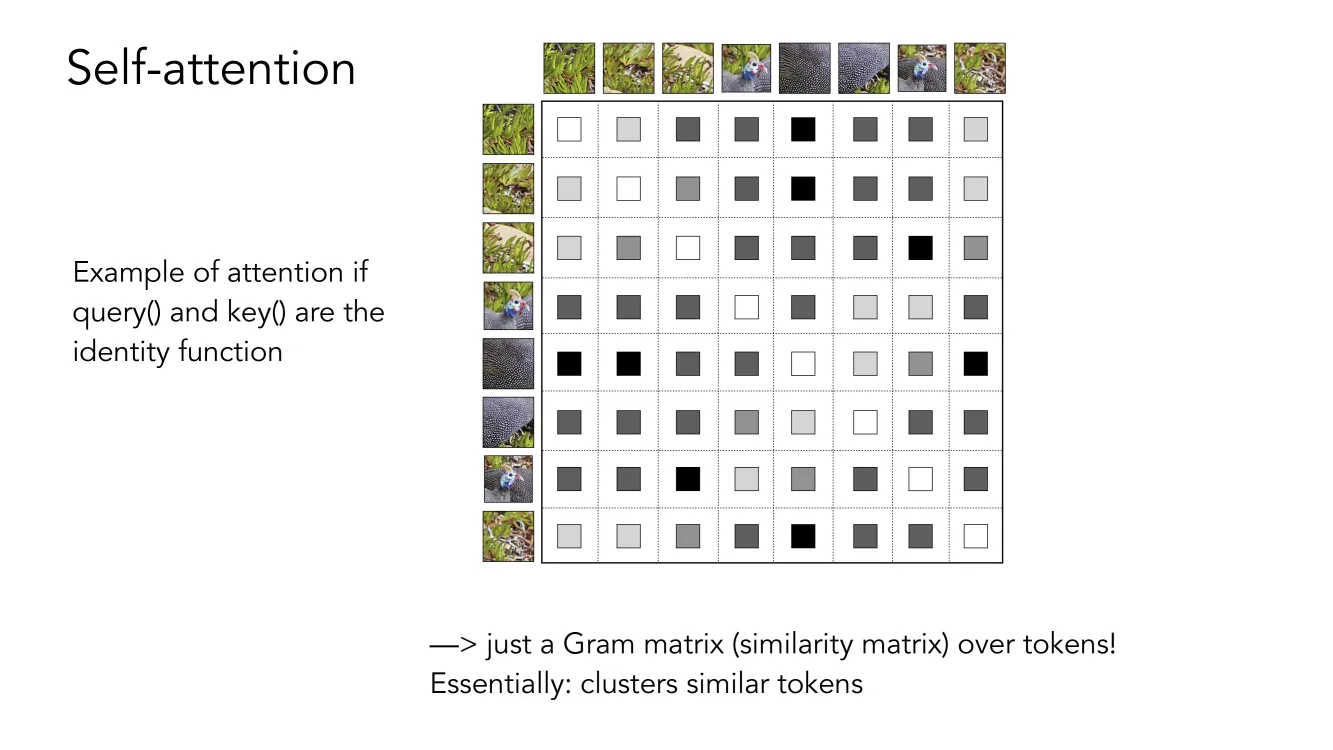 Self-attention
Example of attention if
query() and key() are the
identity function
—> just a Gram matrix (similarity matrix) over tokens!
Essentially: clusters similar tokens